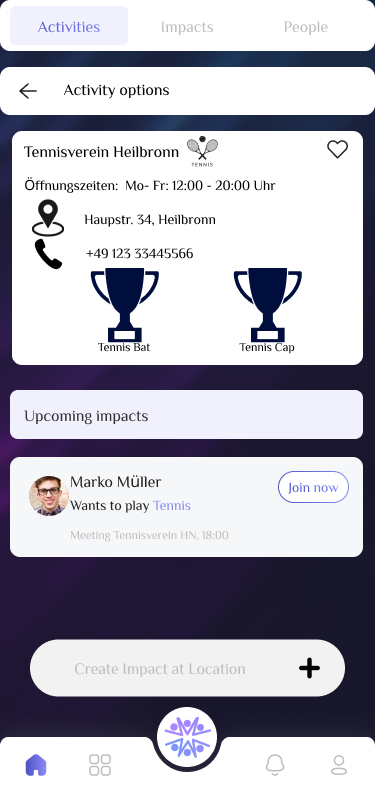 Activities Impacts People
Activity options
Tennisverein Heilbronn
TENNIS
Öffnungszeiten: Mo- Fr: 12:00 - 20:00 Uhr
Haupstr. 34, Heilbronn
+49 123 33445566
Tennis Bat Tennis Cap
Upcoming impacts
Marko Müller
Join now
Wants to play Tennis
Meeting Tennisverein HN, 18:00
Create Impact at Location